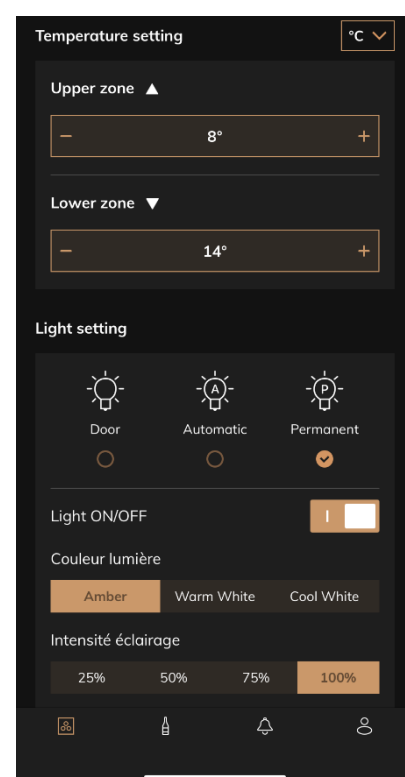 Temperature setting
°C
Upper zone
− 8° +
Lower zone
− 14° +
Light setting
A P
Door Automatic Permanent
Light ON/OFF
I
Couleur lumière
Amber Warm White Cool White
Intensité éclairage
25% 50% 75% 100%